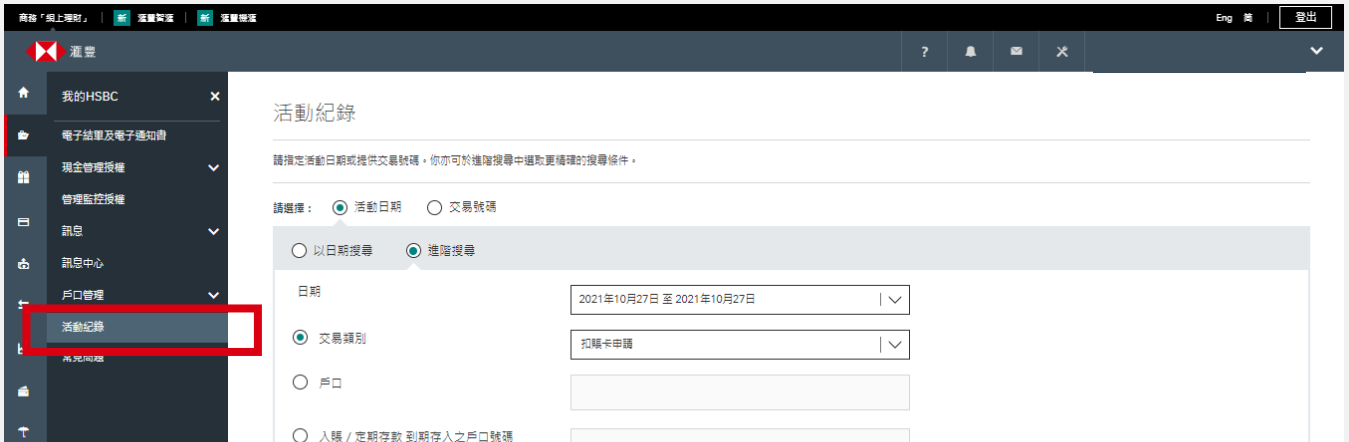 商務「網上理財」 | 新 滙豐智滙 | 新 滙豐機滙
Eng 簡 | 登出
滙豐
?
我的HSBC ×
電子結單及電子通知書
現金管理授權
管理監控授權
訊息
訊息中心
戶口管理
活動紀錄
常見問題
活動紀錄
請指定活動日期或提供交易號碼。你亦可於進階搜尋中選取更精確的搜尋條件。
請選擇： 活動日期 交易號碼
以日期搜尋 進階搜尋
日期 2021年10月27日 至 2021年10月27日
交易類別 扣賬卡申請
戶口
入賬 / 定期存款 到期存入之戶口號碼